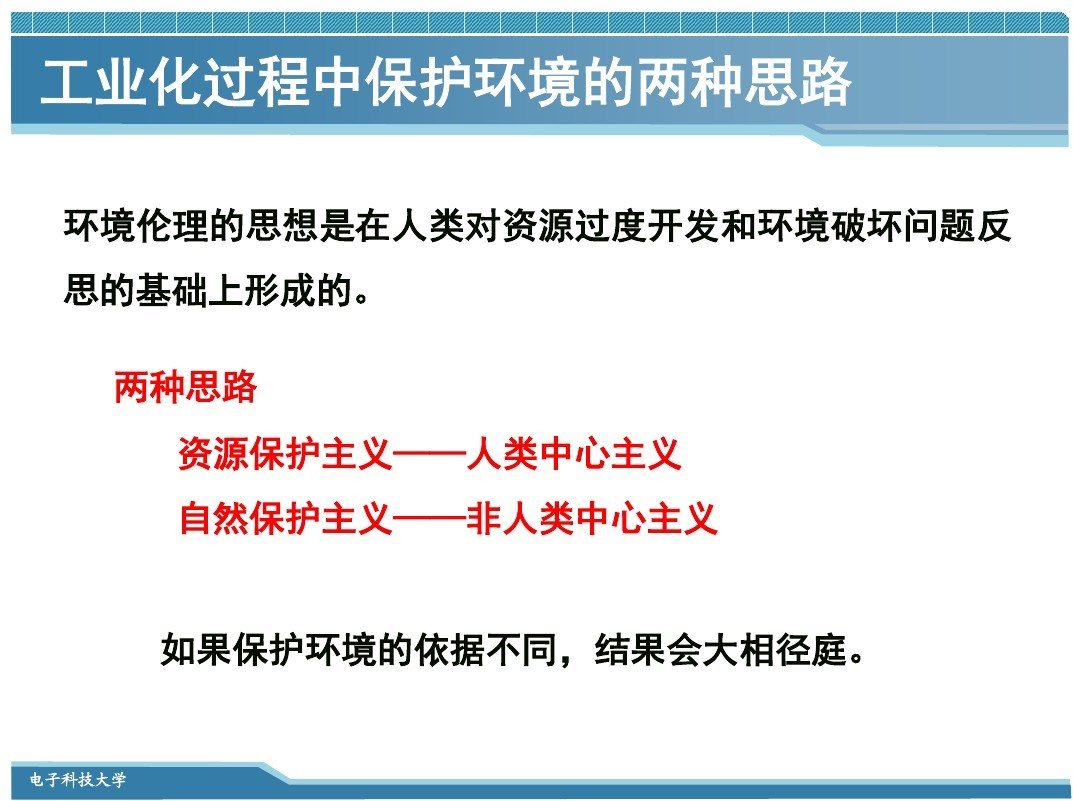 工业化过程中保护环境的两种思路
环境伦理的思想是在人类对资源过度开发和环境破坏问题反
思的基础上形成的。
两种思路
资源保护主义——人类中心主义
自然保护主义——非人类中心主义
如果保护环境的依据不同，结果会大相径庭。
电子科技大学